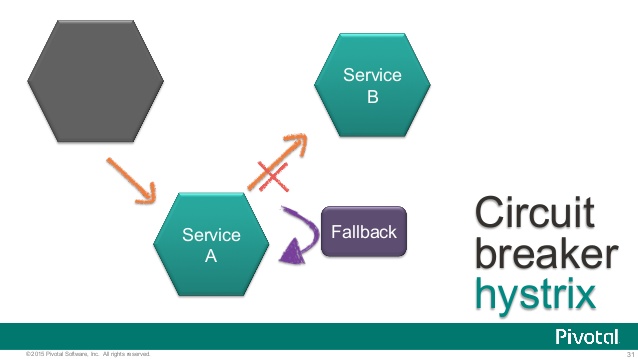 Service
B
Service
A
Fallback
Circuit
breaker
hystrix
Pivotal
©2015 Pivotal Software, Inc. All rights reserved.
31